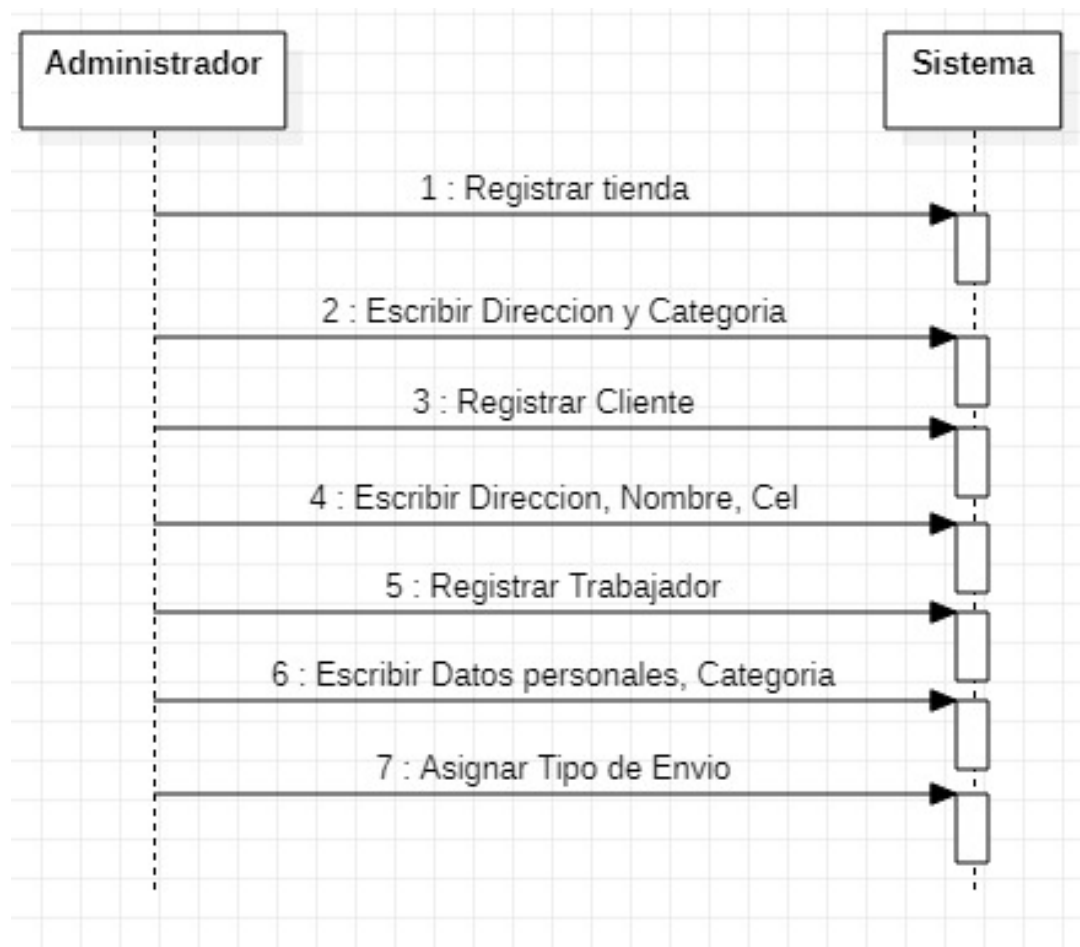 Administrador
Sistema
1 : Registrar tienda
2 : Escribir Direccion y Categoria
3 : Registrar Cliente
4 : Escribir Direccion, Nombre, Cel
5 : Registrar Trabajador
6 : Escribir Datos personales, Categoria
7 : Asignar Tipo de Envio